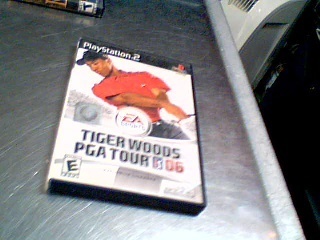 PlayStation 2
EA
SPORTS
TIGER WOODS
PGA TOUR 06
E